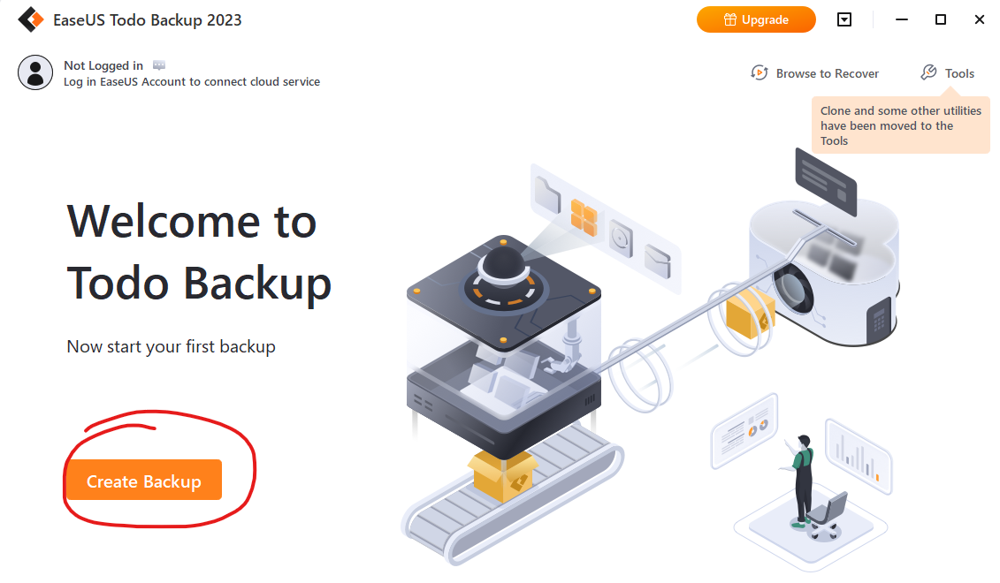 EaseUS Todo Backup 2023
Upgrade
Not Logged in
Log in EaseUS Account to connect cloud service
Browse to Recover
Tools
Clone and some other utilities
have been moved to the
Tools
Welcome to
Todo Backup
Now start your first backup
Create Backup